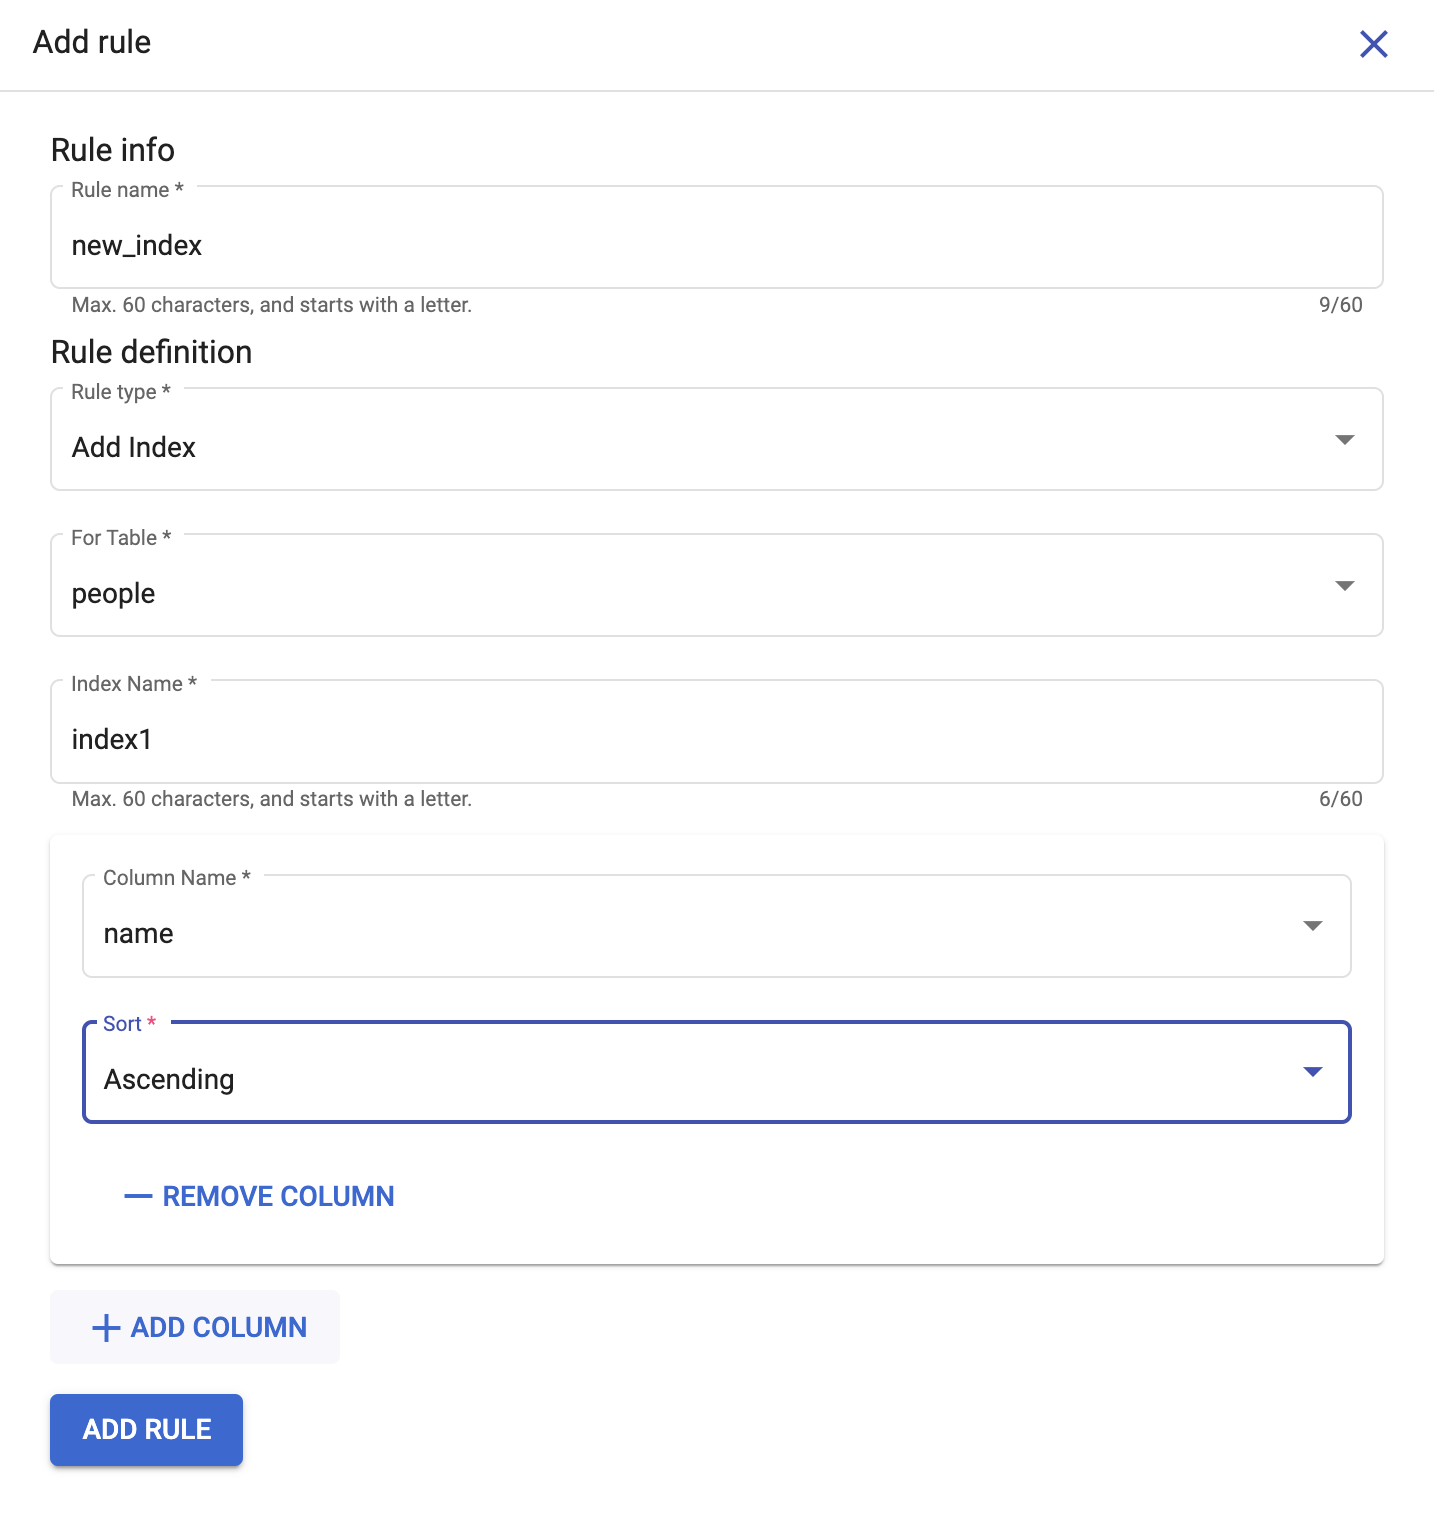 Add rule
Rule info
Rule name *
new_index
Max. 60 characters, and starts with a letter. 9/60
Rule definition
Rule type *
Add Index
For Table *
people
Index Name *
index1
Max. 60 characters, and starts with a letter. 6/60
Column Name *
name
Sort *
Ascending
REMOVE COLUMN
ADD COLUMN
ADD RULE